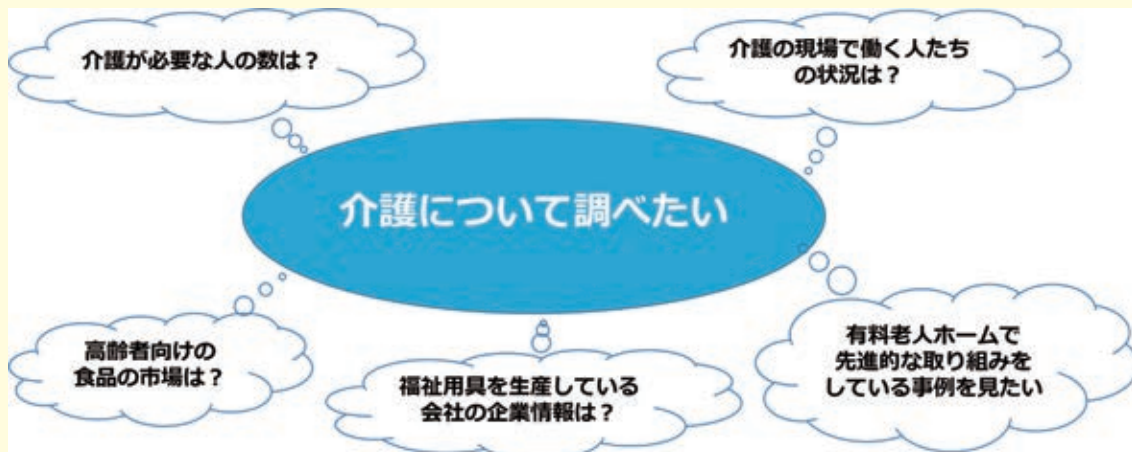 介護が必要な人の数は？
介護の現場で働く人たち
の状況は？
介護について調べたい
高齢者向けの
食品の市場は？
福祉用具を生産している
会社の企業情報は？
有料老人ホームで
先進的な取り組みを
している事例を見たい